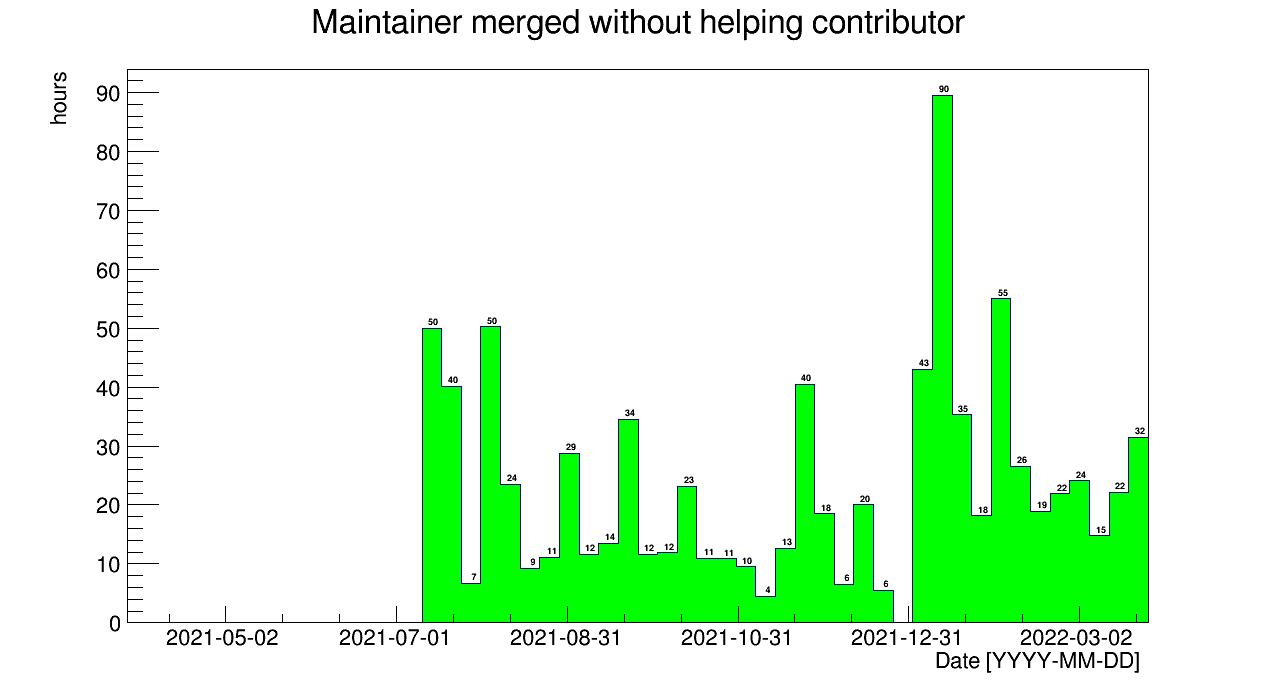 Maintainer merged without helping contributor
hours
90
80
70
60
50
40
30
20
10
0
50 40 7 50 24 9 11 29 12 14 34 12 12 23 11 11 10 4 13 40 18 6 20 6 43 90 35 18 55 26 19 22 24 15 22 32
2021-05-02 2021-07-01 2021-08-31 2021-10-31 2021-12-31 2022-03-02
Date [YYYY-MM-DD]